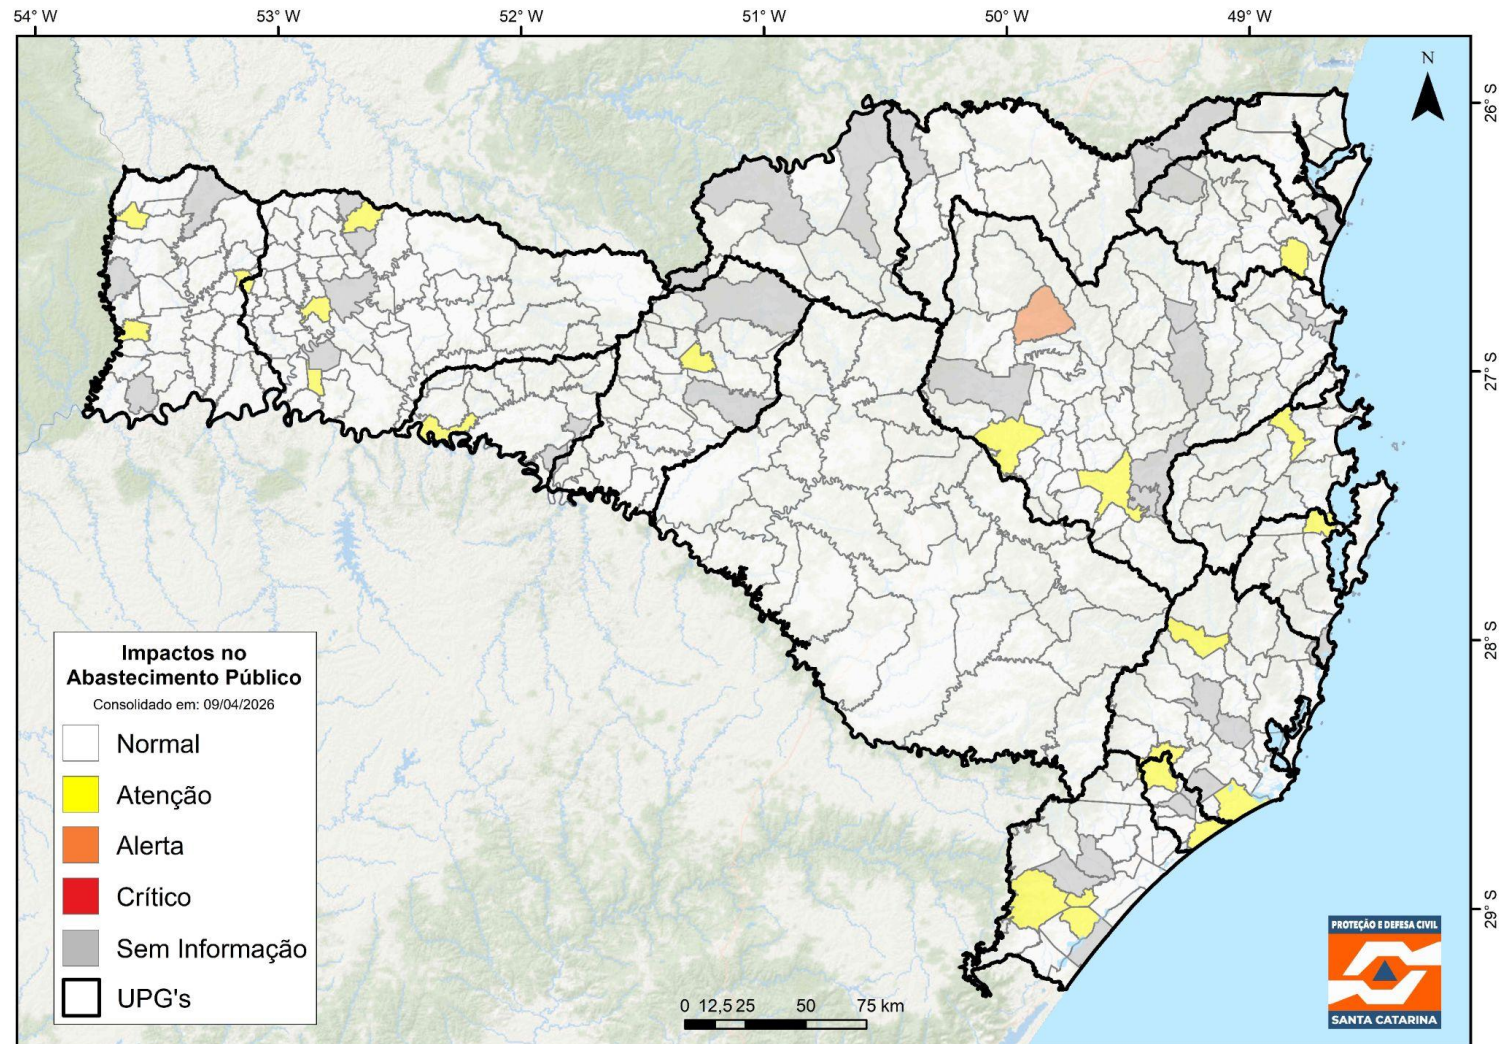 54° W
53° W
52° W
51° W
50° W
49° W
N
26° S
27° S
28° S
29° S
Impactos no
Abastecimento Público
Consolidado em: 09/04/2026
Normal
Atenção
Alerta
Crítico
Sem Informação
UPG's
0 12,5 25 50 75 km
PROTEÇÃO E DEFESA CIVIL
SANTA CATARINA